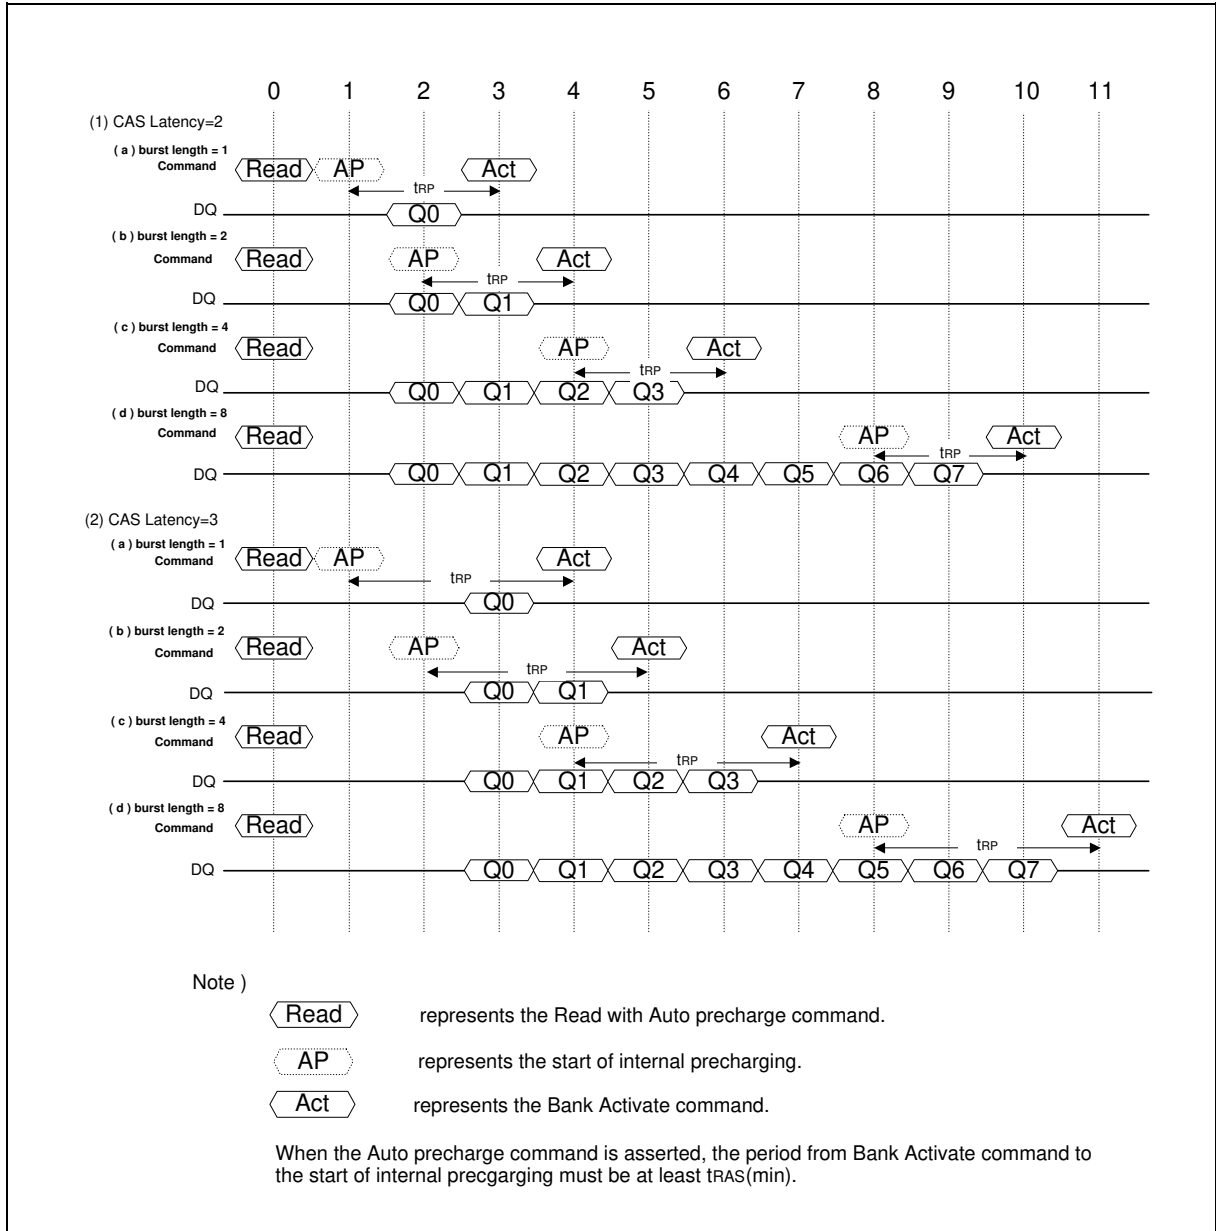 0 1 2 3 4 5 6 7 8 9 10 11
(1) CAS Latency=2
( a ) burst length = 1
Command Read AP Act
tRP
DQ Q0
( b ) burst length = 2
Command Read AP Act
tRP
DQ Q0 Q1
( c ) burst length = 4
Command Read AP Act
tRP
DQ Q0 Q1 Q2 Q3
( d ) burst length = 8
Command Read AP Act
tRP
DQ Q0 Q1 Q2 Q3 Q4 Q5 Q6 Q7
(2) CAS Latency=3
( a ) burst length = 1
Command Read AP Act
tRP
DQ Q0
( b ) burst length = 2
Command Read AP Act
tRP
DQ Q0 Q1
( c ) burst length = 4
Command Read AP Act
tRP
DQ Q0 Q1 Q2 Q3
( d ) burst length = 8
Command Read AP Act
tRP
DQ Q0 Q1 Q2 Q3 Q4 Q5 Q6 Q7
Note )
Read represents the Read with Auto precharge command.
AP represents the start of internal precharging.
Act represents the Bank Activate command.
When the Auto precharge command is asserted, the period from Bank Activate command to
the start of internal precgarging must be at least tRAS(min).